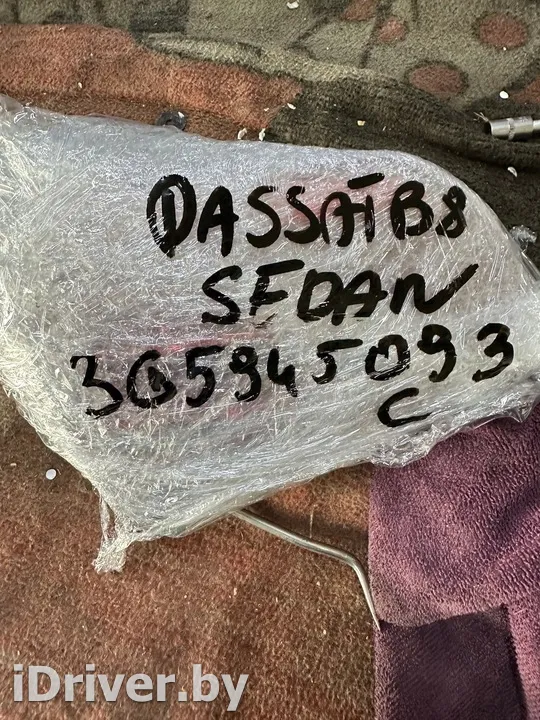 PASSAT B8
SEDAN
3G5945093
C
iDriver.by